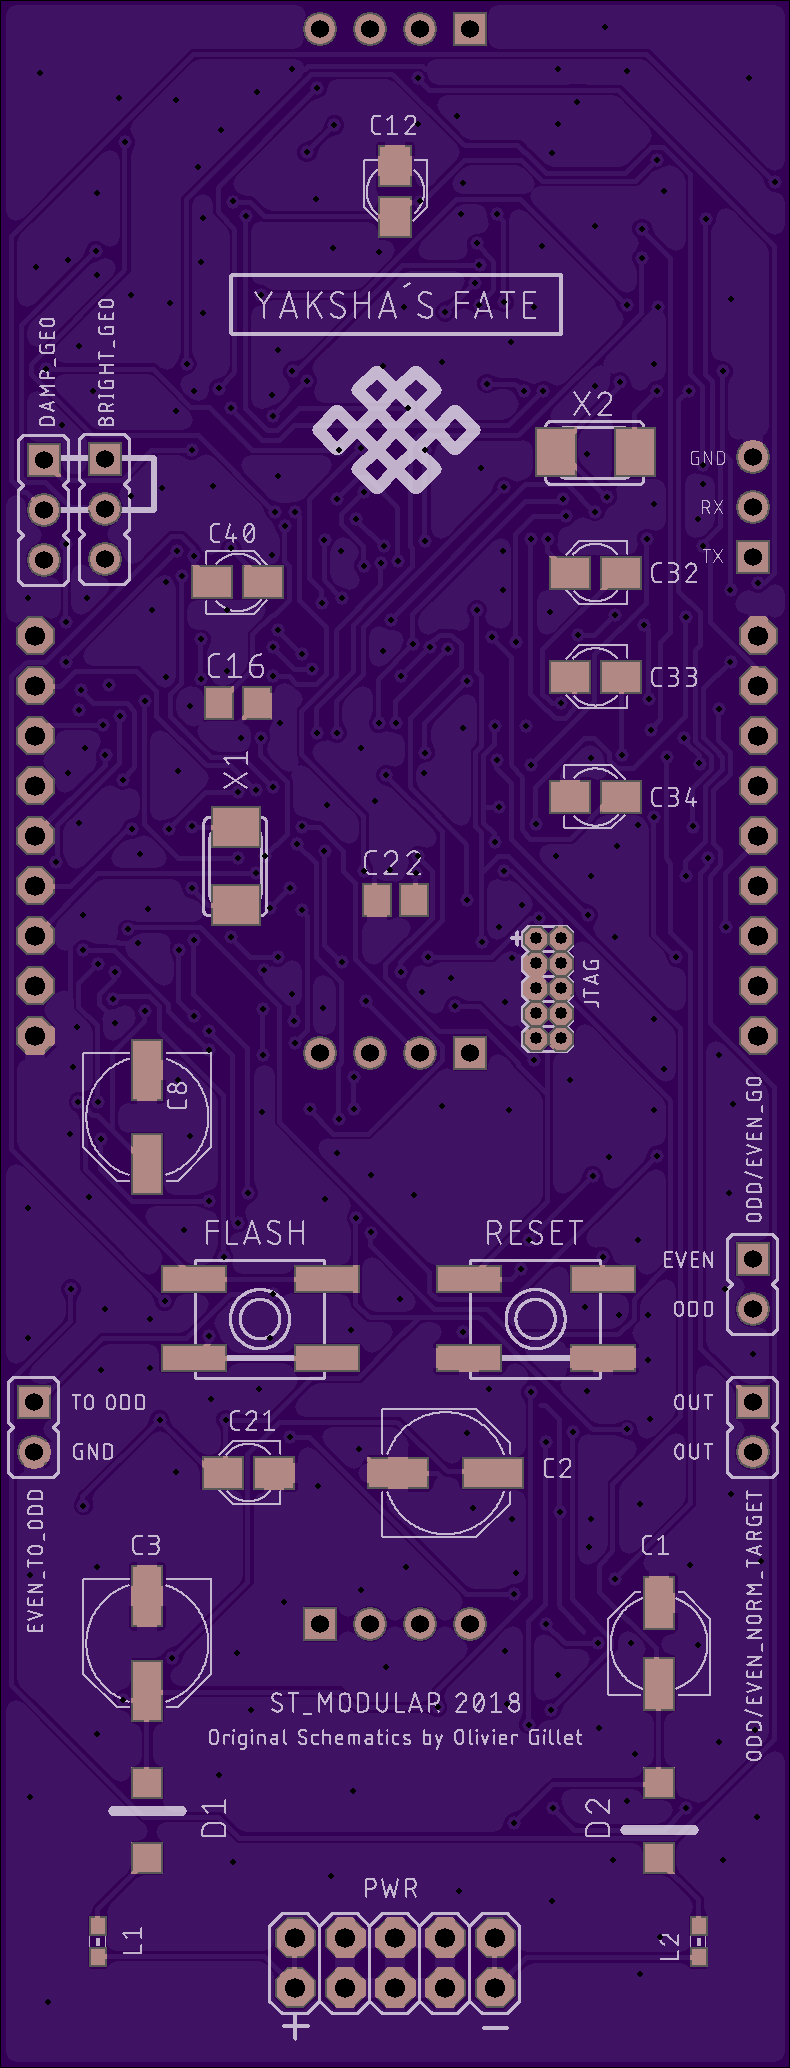 C12
YAKSHA'S FATE
DAMP_GEO
BRIGHT_GEO
X2
GND
RX
TX
C40
C32
C16
C33
X1
C34
C22
+
JTAG
C8
ODD/EVEN_GO
FLASH
RESET
EVEN
ODD
TO ODD
OUT
C21
GND
OUT
C2
EVEN_TO_ODD
ODD/EVEN_NORM_TARGET
C3
C1
ST_MODULAR 2018
Original Schematics by Olivier Gillet
D1
D2
PWR
L1
L2
+
-